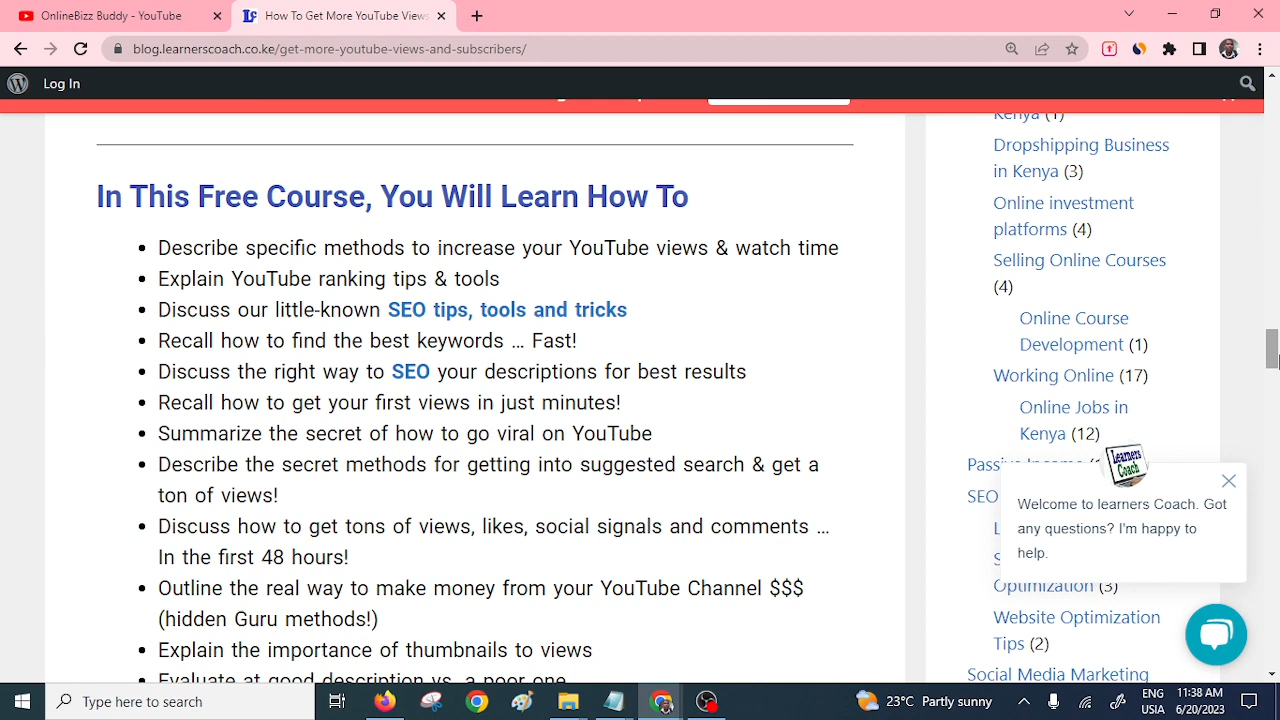 OnlineBizz Buddy - YouTube
How To Get More YouTube Views
blog.learnerscoach.co.ke/get-more-youtube-views-and-subscribers/
Log In
In This Free Course, You Will Learn How To
Describe specific methods to increase your YouTube views & watch time
Explain YouTube ranking tips & tools
Discuss our little-known SEO tips, tools and tricks
Recall how to find the best keywords … Fast!
Discuss the right way to SEO your descriptions for best results
Recall how to get your first views in just minutes!
Summarize the secret of how to go viral on YouTube
Describe the secret methods for getting into suggested search & get a
ton of views!
Discuss how to get tons of views, likes, social signals and comments …
In the first 48 hours!
Outline the real way to make money from your YouTube Channel $$$
(hidden Guru methods!)
Explain the importance of thumbnails to views
Evaluate at good description vs. a poor one
Kenya (1)
Dropshipping Business
in Kenya (3)
Online investment
platforms (4)
Selling Online Courses
(4)
Online Course
Development (1)
Working Online (17)
Online Jobs in
Kenya (12)
SEO
Optimization (3)
Website Optimization
Tips (2)
Social Media Marketing
Learners
Coach
Welcome to learners Coach. Got
any questions? I'm happy to
help.
Type here to search
23°C Partly sunny
ENG
USIA
11:38 AM
6/20/2023